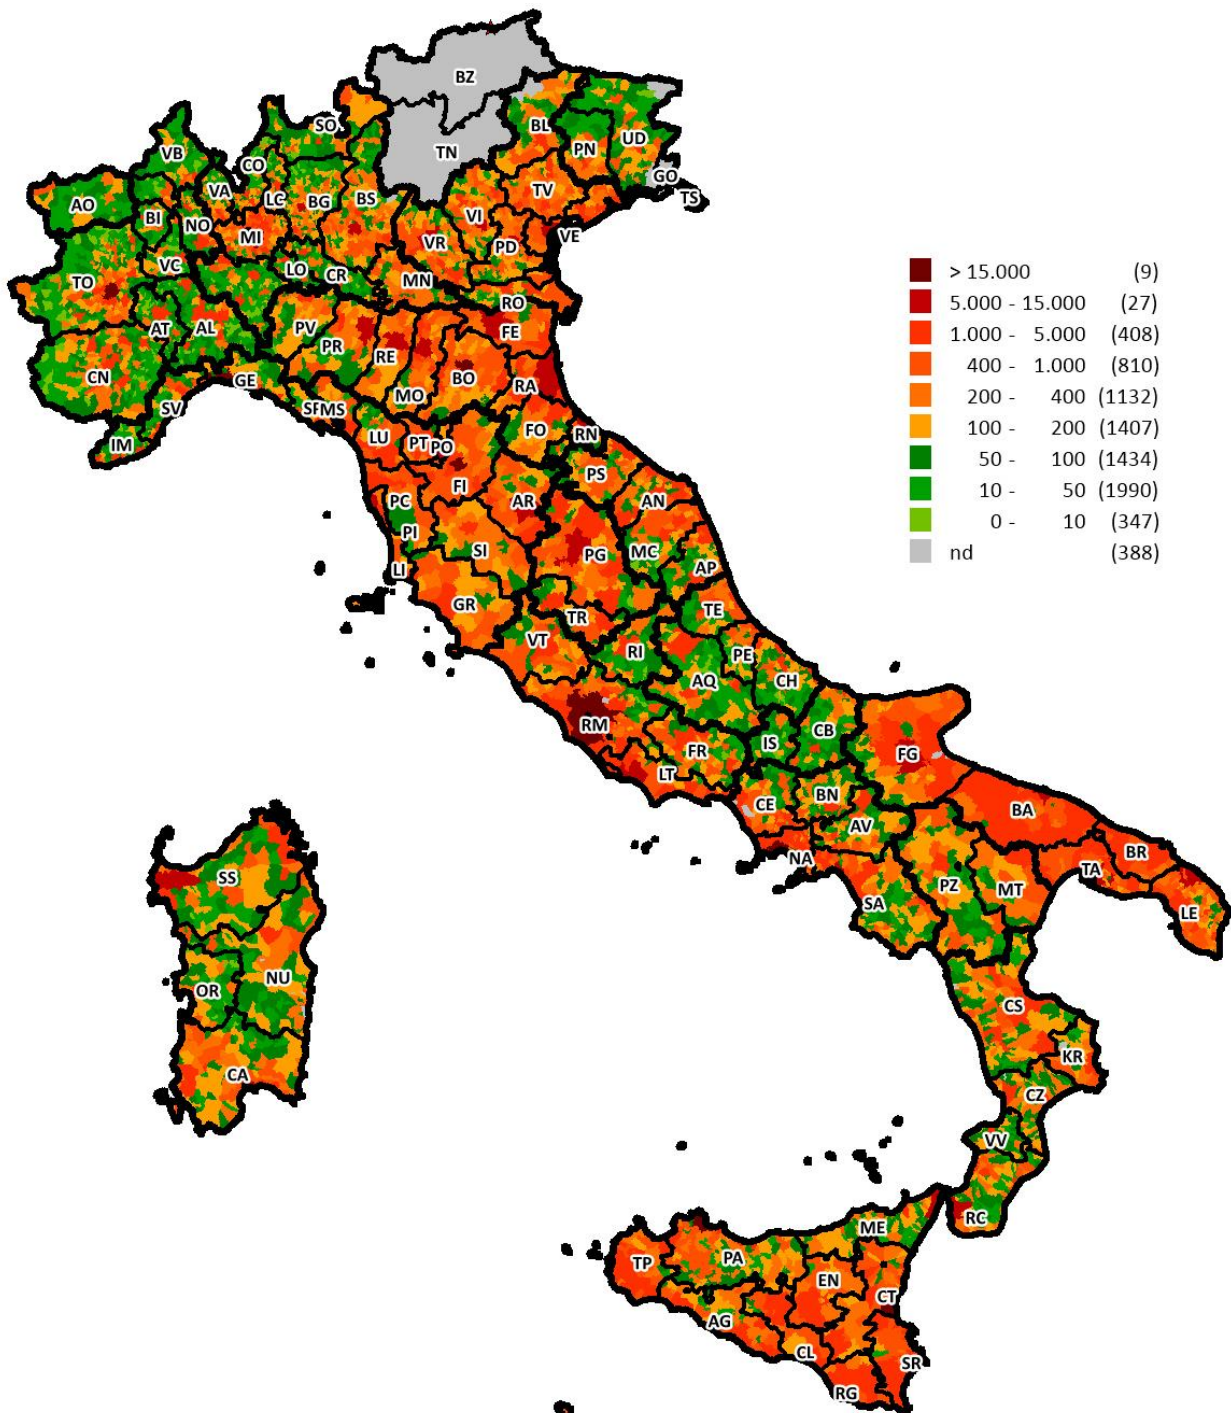 BZ
SO
TN
BL
PN
UD
VB
CO
GO
TS
AO
VA
LC
BG
BS
TV
BI
NO
MI
VI
VE
VR
PD
TO
VC
LO
CR
MN
RO
> 15.000 (9)
5.000 - 15.000 (27)
1.000 - 5.000 (408)
400 - 1.000 (810)
200 - 400 (1132)
100 - 200 (1407)
50 - 100 (1434)
10 - 50 (1990)
0 - 10 (347)
nd (388)
AT
AL
PV
PR
RE
FE
CN
GE
BO
MO
RA
SV
MS
IM
LU
PT
PO
FO
RN
FI
PS
PC
AR
AN
PI
SI
PG
MC
LI
AP
GR
TR
TE
VT
RI
PE
AQ
CH
RM
FR
IS
CB
FG
LT
CE
BN
BA
AV
NA
BR
TA
SS
PZ
MT
SA
LE
OR
NU
CS
KR
CA
CZ
VV
RC
ME
TP
PA
EN
CT
AG
CL
SR
RG